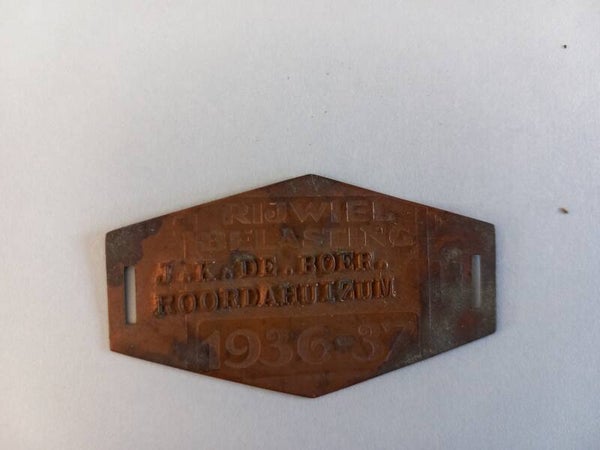 RIJWIEL
BELASTING
J.K. DE BOER.
ROORDAHUIZUM
1936-37